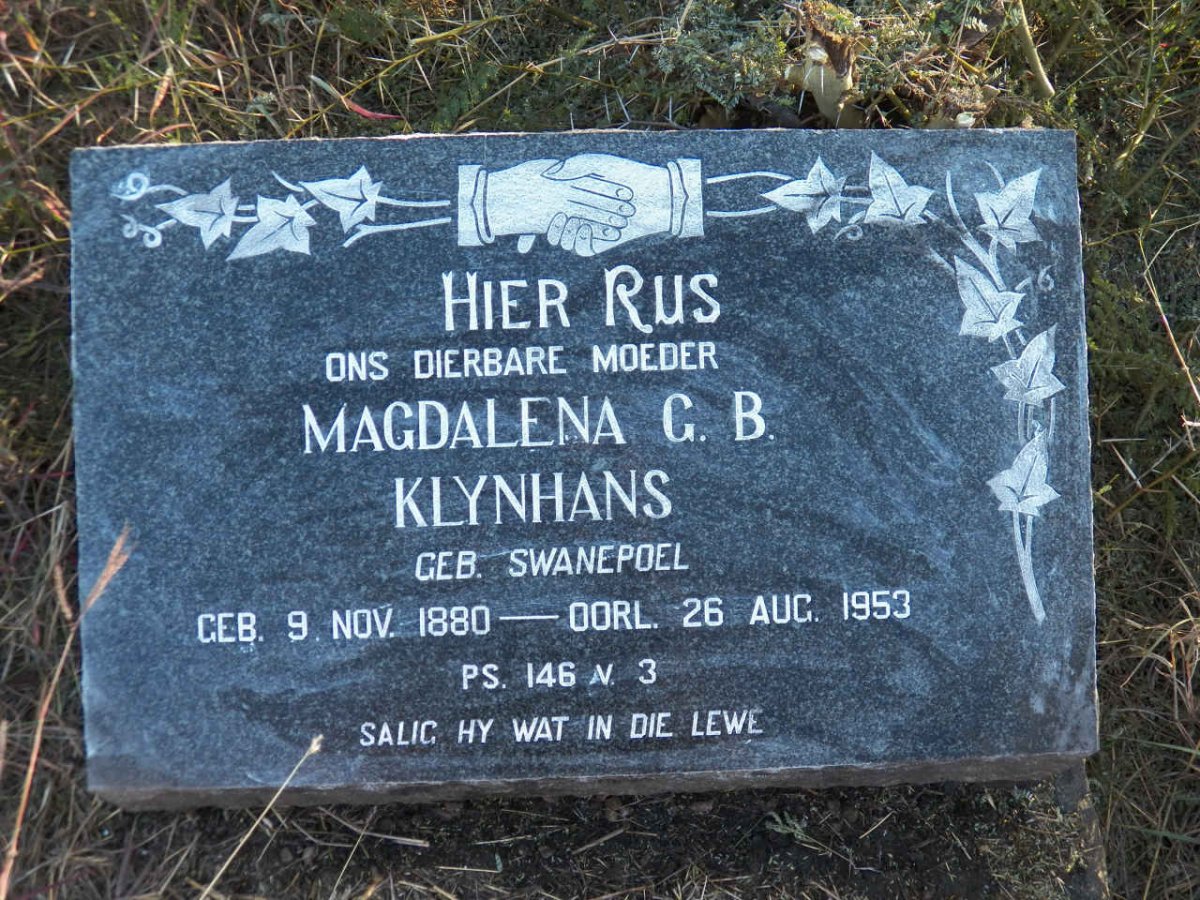 HIER RUS
ONS DIERBARE MOEDER
MAGDALENA G. B.
KLYNHANS
GEB. SWANEPOEL
GEB. 9 NOV. 1880 — OORL. 26 AUG. 1953
PS. 146 V. 3
SALIG HY WAT IN DIE LEWE